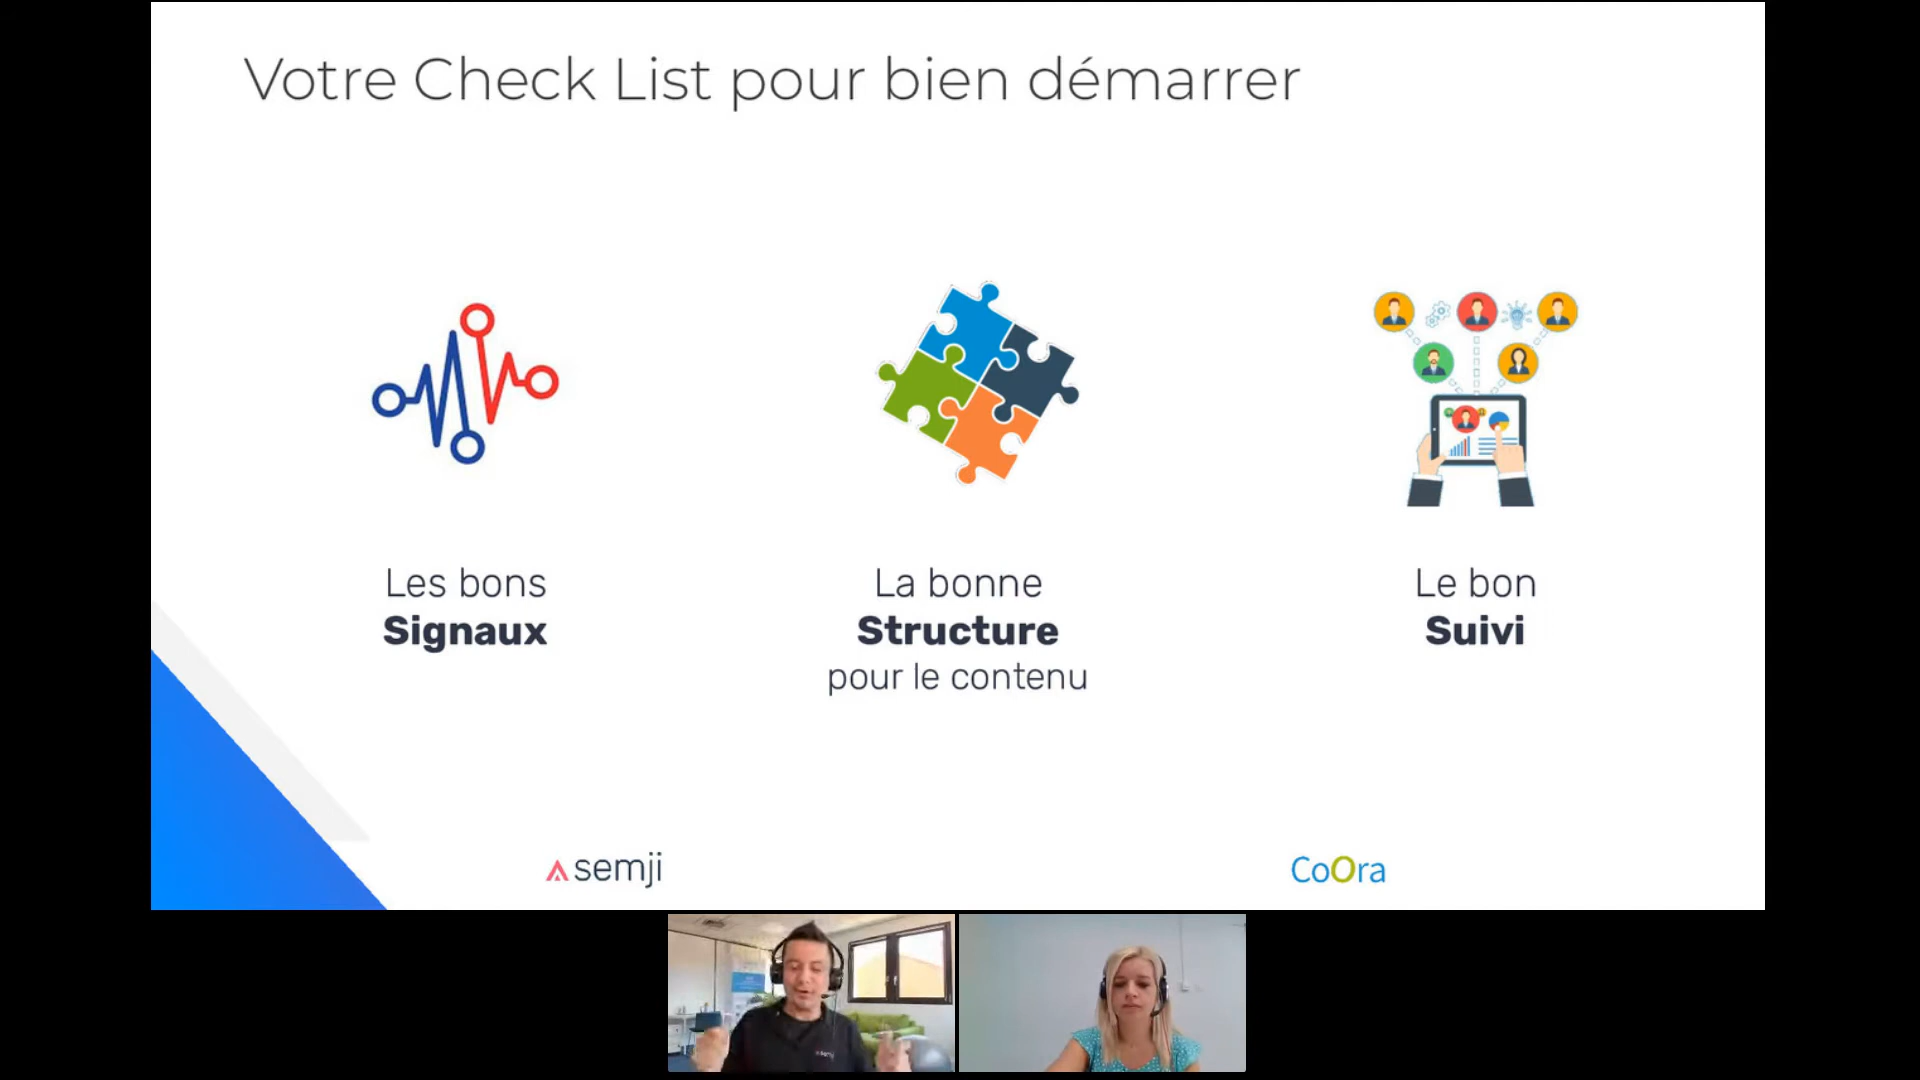 Votre Check List pour bien démarrer
Les bons
Signaux
La bonne
Structure
pour le contenu
Le bon
Suivi
semji
CoOra